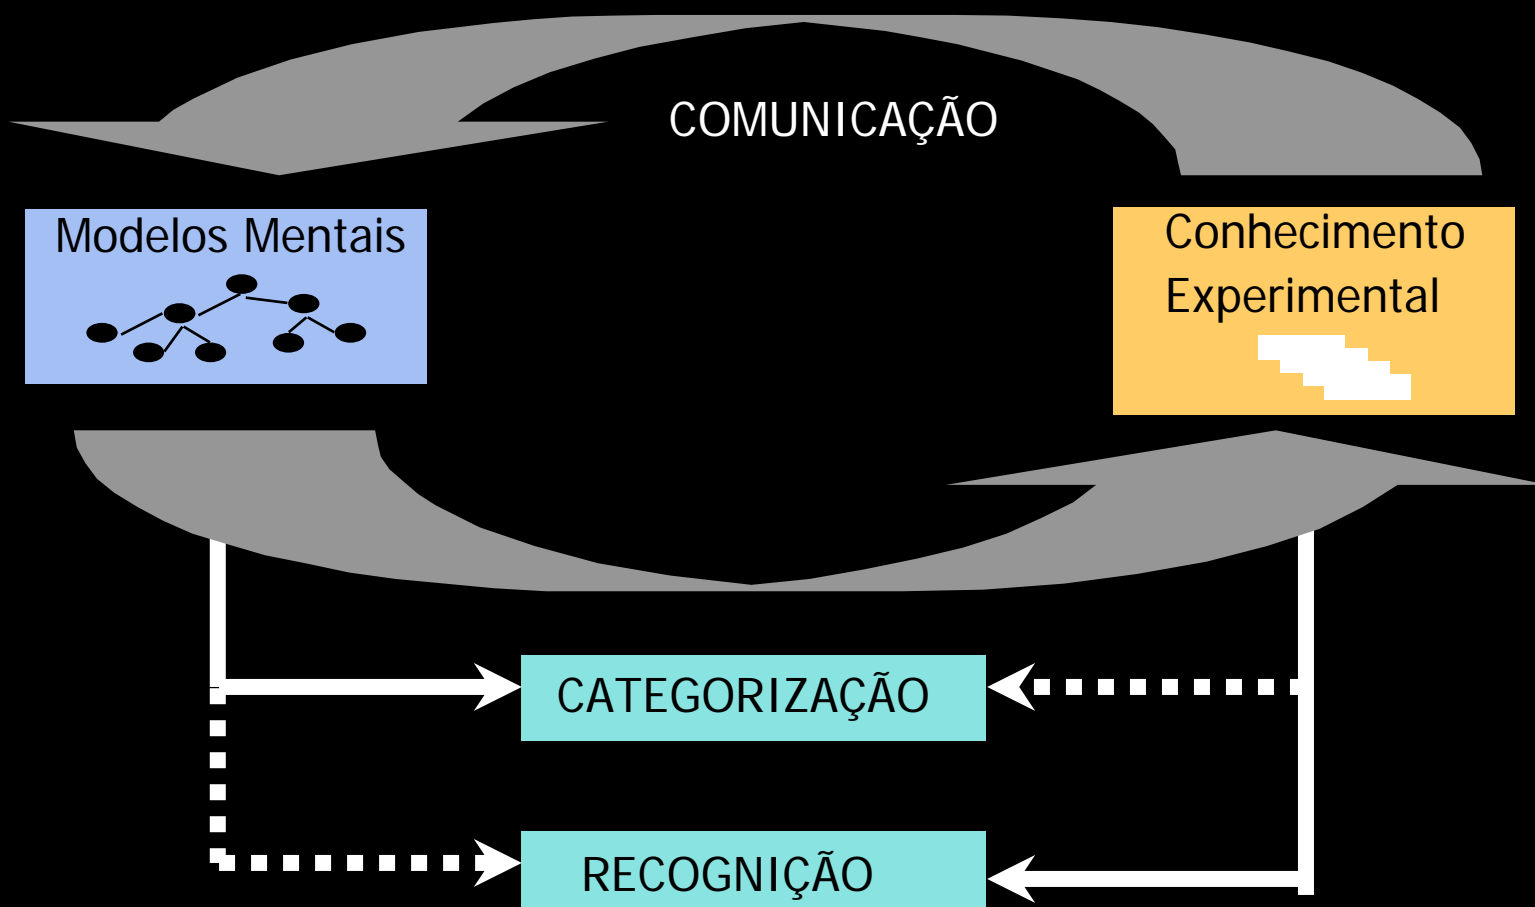 COMUNICAÇÃO
Modelos Mentais
Conhecimento
Experimental
CATEGORIZAÇÃO
RECOGNIÇÃO